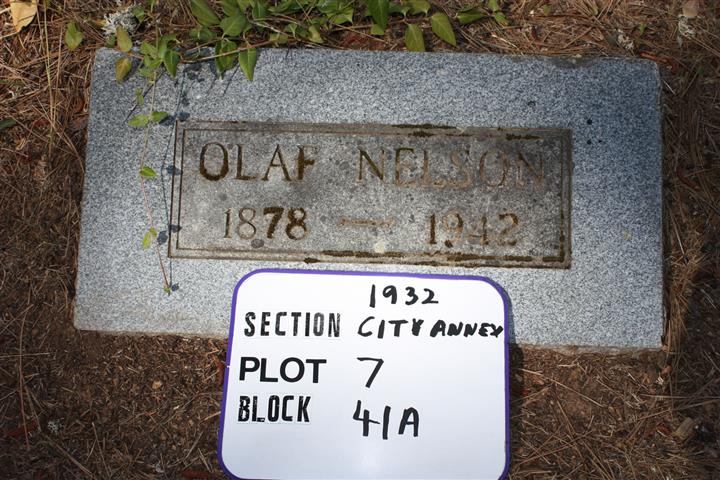 OLAF NELSON
1878 — 1942
1932
SECTION CITY ANNEX
PLOT 7
BLOCK 41A